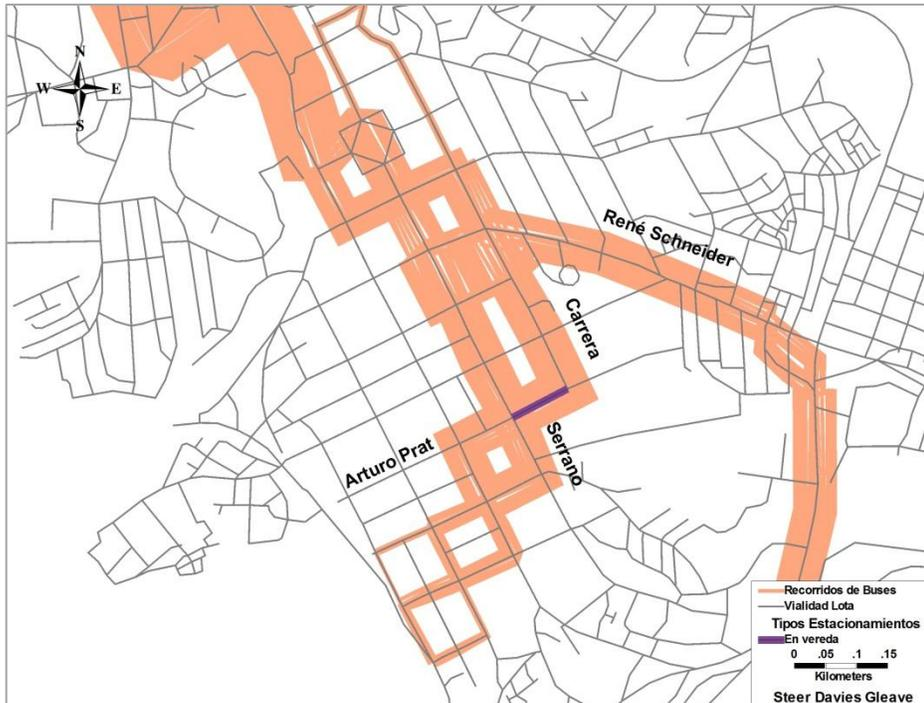 N
W E
S
René Schneider
Carrera
Arturo Prat
Serrano
Recorridos de Buses
Vialidad Lota
Tipos Estacionamientos
En vereda
0 .05 .1 .15
Kilometers
Steer Davies Gleave